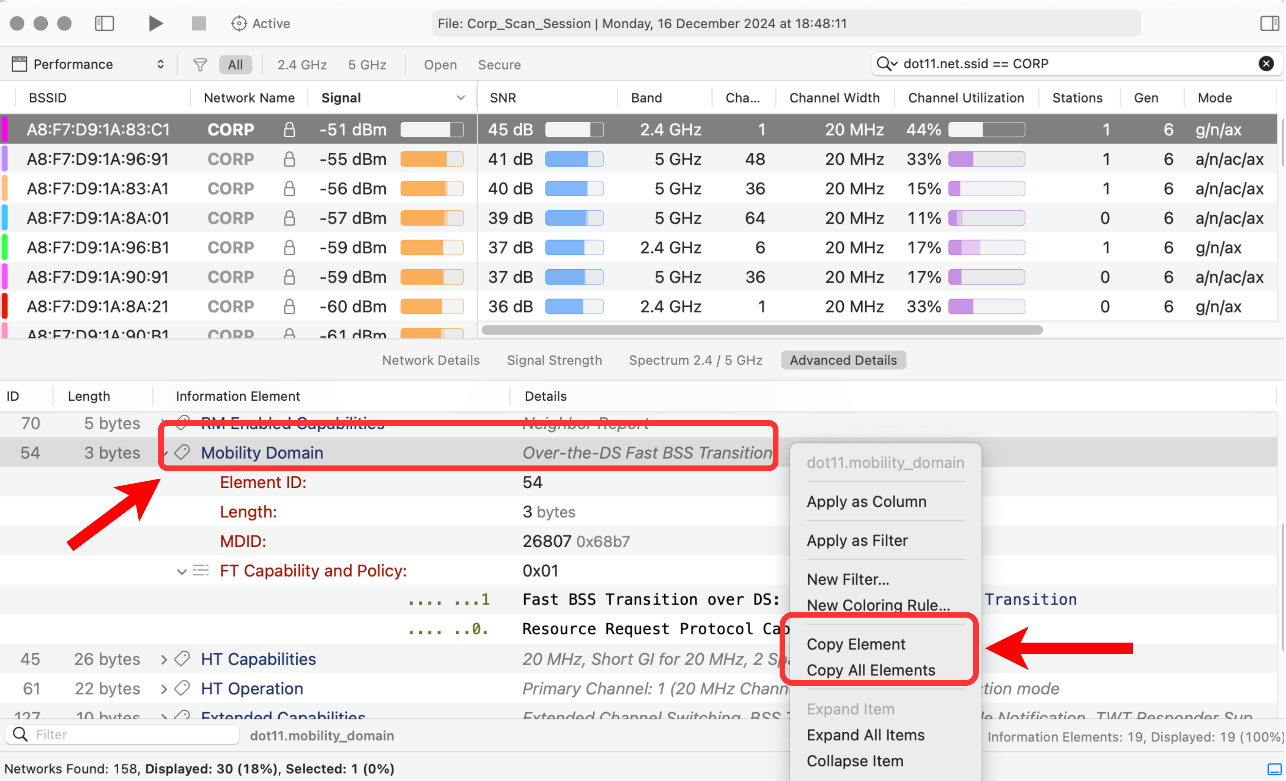 Active
File: Corp_Scan_Session | Monday, 16 December 2024 at 18:48:11
Performance All 2.4 GHz 5 GHz Open Secure dot11.net.ssid == CORP
BSSID Network Name Signal SNR Band Cha... Channel Width Channel Utilization Stations Gen Mode
A8:F7:D9:1A:83:C1 CORP -51 dBm 45 dB 2.4 GHz 1 20 MHz 44% 1 6 g/n/ax
A8:F7:D9:1A:96:91 CORP -55 dBm 41 dB 5 GHz 48 20 MHz 33% 1 6 a/n/ac/ax
A8:F7:D9:1A:83:A1 CORP -56 dBm 40 dB 5 GHz 36 20 MHz 15% 1 6 a/n/ac/ax
A8:F7:D9:1A:8A:01 CORP -57 dBm 39 dB 5 GHz 64 20 MHz 11% 0 6 a/n/ac/ax
A8:F7:D9:1A:96:B1 CORP -59 dBm 37 dB 2.4 GHz 6 20 MHz 17% 1 6 g/n/ax
A8:F7:D9:1A:90:91 CORP -59 dBm 37 dB 5 GHz 36 20 MHz 17% 0 6 a/n/ac/ax
A8:F7:D9:1A:8A:21 CORP -60 dBm 36 dB 2.4 GHz 1 20 MHz 33% 0 6 g/n/ax
A8:F7:D9:1A:90:B1 CORP -61 dBm
Network Details Signal Strength Spectrum 2.4 / 5 GHz Advanced Details
ID Length Information Element Details
70 5 bytes RM Enabled Capabilities Neighbor Report
54 3 bytes Mobility Domain Over-the-DS Fast BSS Transition
Element ID: 54
Length: 3 bytes
MDID: 26807 0x68b7
FT Capability and Policy: 0x01
.... ...1 Fast BSS Transition over DS: Transition
.... ..0. Resource Request Protocol Cap
45 26 bytes HT Capabilities 20 MHz, Short GI for 20 MHz, 2 Spa
61 22 bytes HT Operation Primary Channel: 1 (20 MHz Chann ction mode
127 10 bytes Extended Capabilities Extended Channel Switching, BSS T Notification, TWT Responder Sup
dot11.mobility_domain
Apply as Column
Apply as Filter
New Filter...
New Coloring Rule...
Copy Element
Copy All Elements
Expand Item
Expand All Items
Collapse Item
Filter dot11.mobility_domain Information Elements: 19, Displayed: 19 (100%)
Networks Found: 158, Displayed: 30 (18%), Selected: 1 (0%)